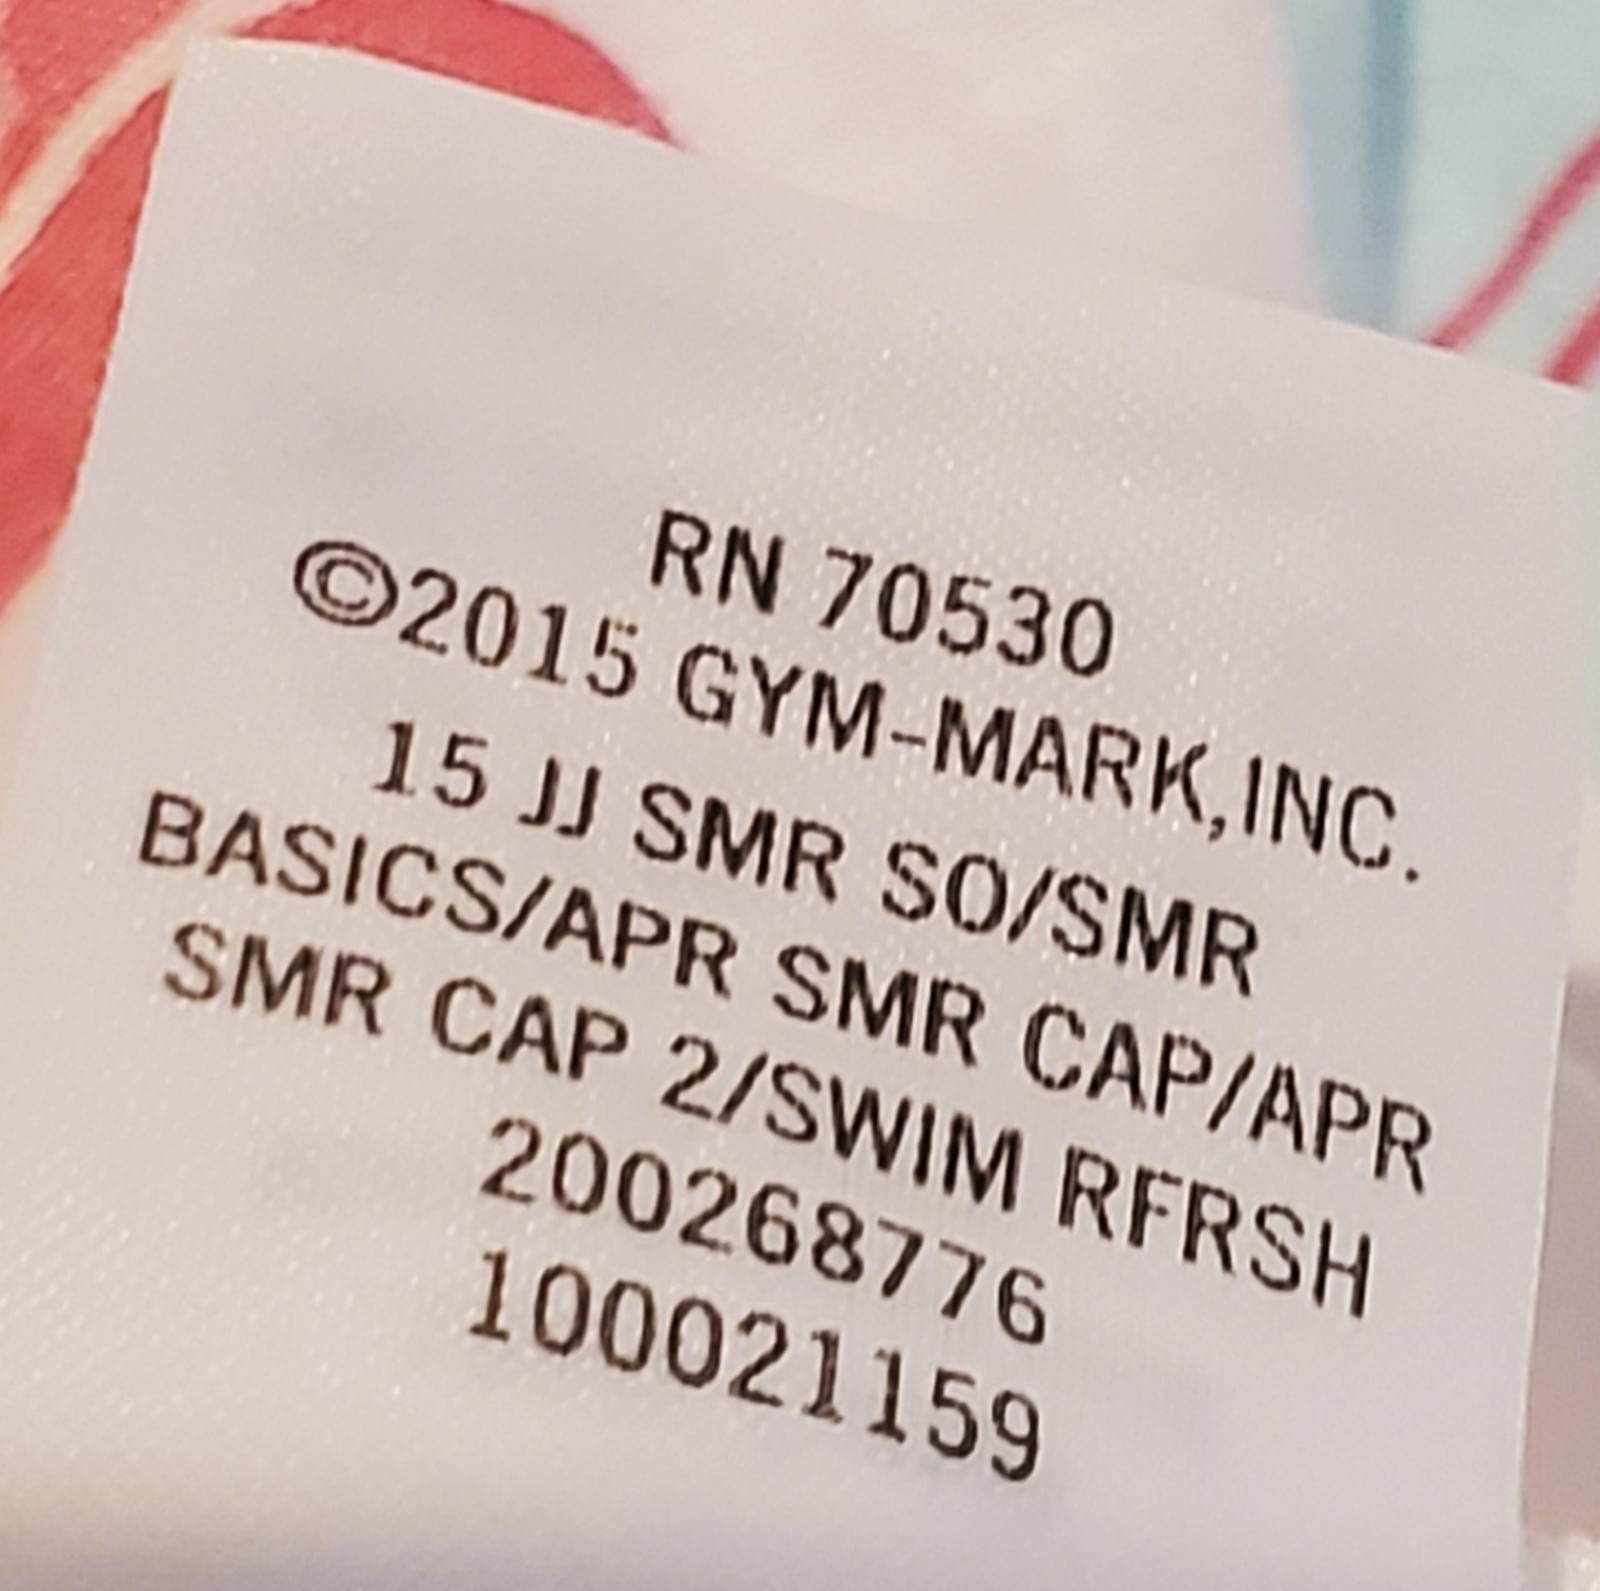 RN 70530
©2015 GYM-MARK,INC.
15 JJ SMR SO/SMR
BASICS/APR SMR CAP/APR
SMR CAP 2/SWIM RFRSH
200268776
100021159